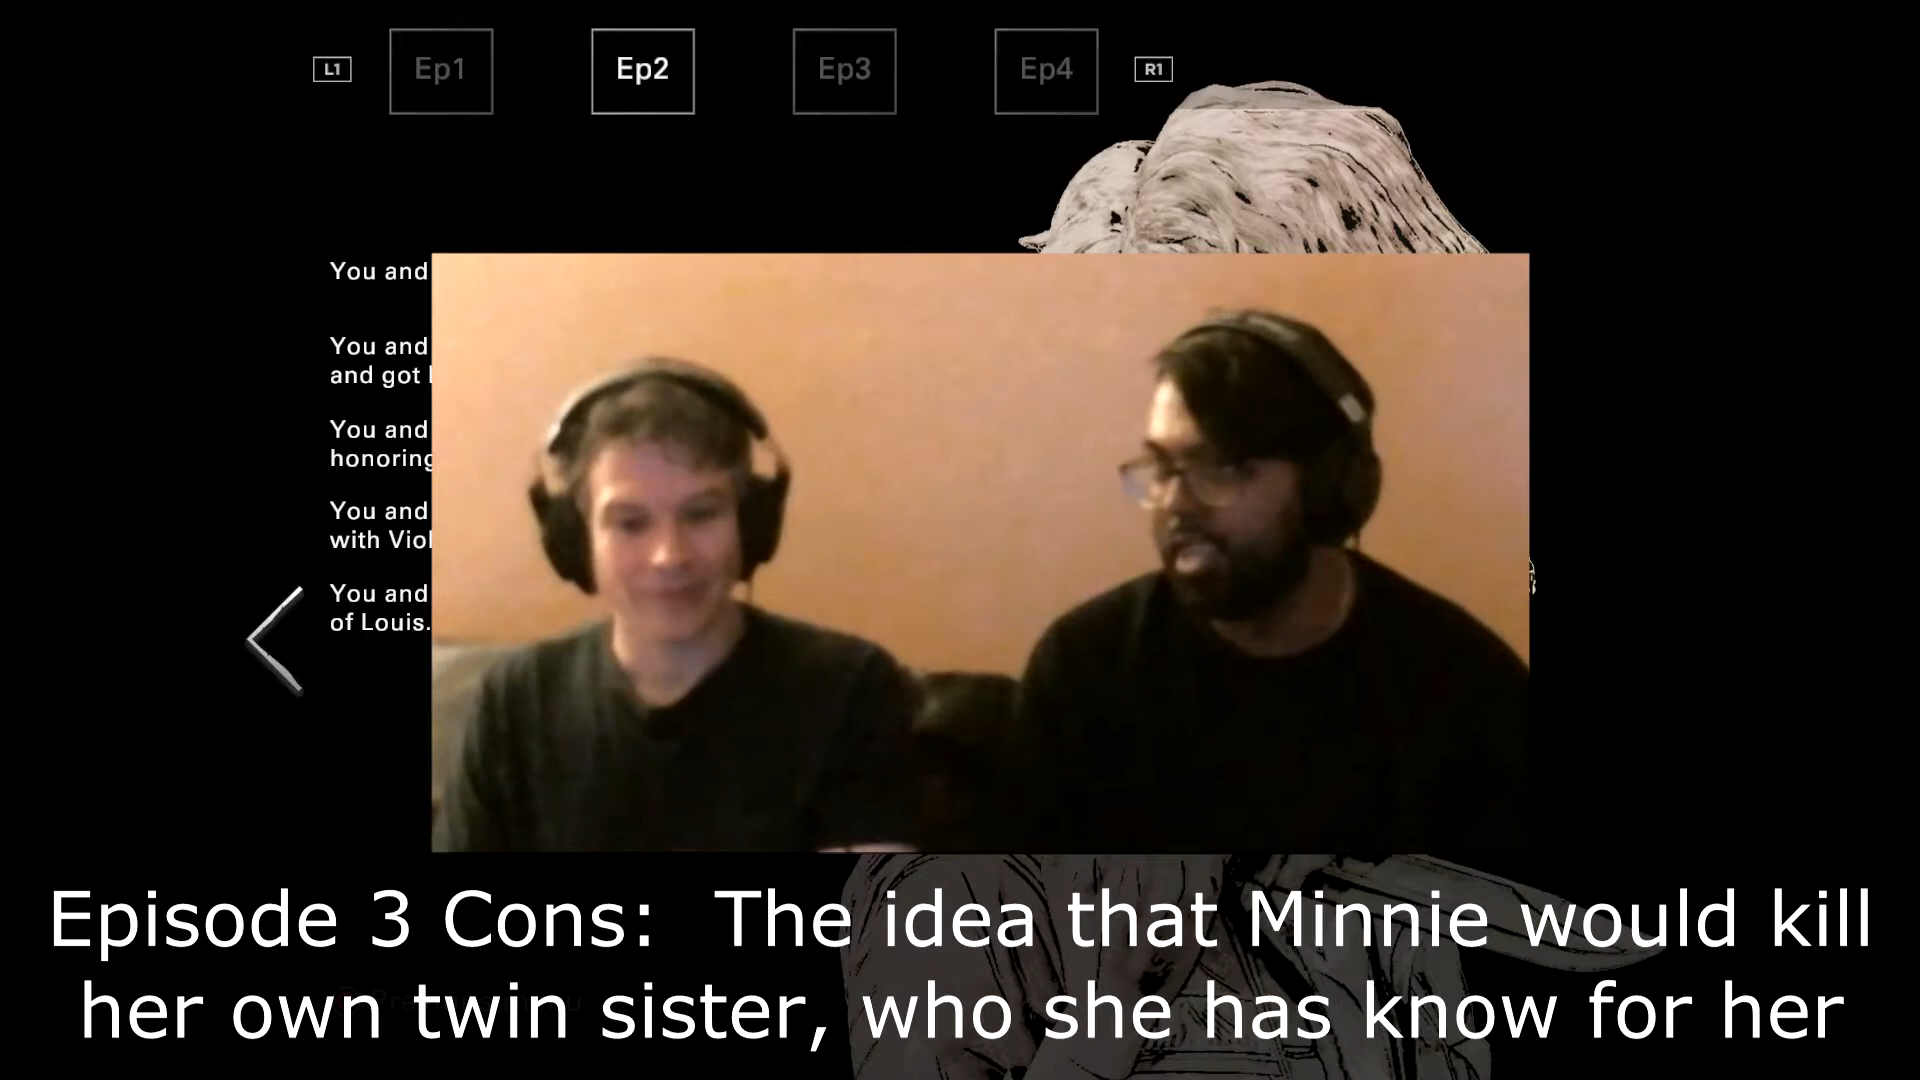 L1 Ep1 Ep2 Ep3 Ep4 R1
You and
You and
and got
You and
honoring
You and
with Viol
You and
of Louis.
Episode 3 Cons: The idea that Minnie would kill
her own twin sister, who she has know for her